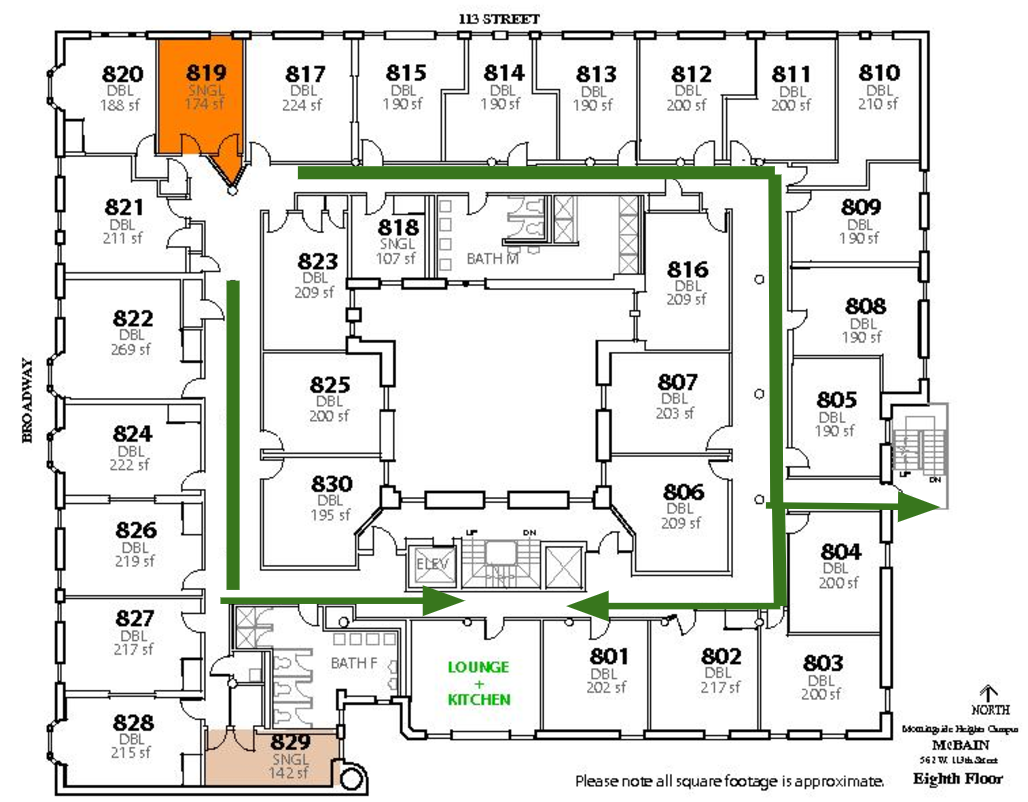 113 STREET
820
DBL
188 sf
819
SNGL
174 sf
817
DBL
224 sf
815
DBL
190 sf
814
DBL
190 sf
813
DBL
190 sf
812
DBL
200 sf
811
DBL
200 sf
810
DBL
210 sf
821
DBL
211 sf
823
DBL
209 sf
818
SNGL
107 sf
BATH M
816
DBL
209 sf
809
DBL
190 sf
822
DBL
269 sf
808
DBL
190 sf
BROADWAY
825
DBL
200 sf
807
DBL
203 sf
805
DBL
190 sf
824
DBL
222 sf
UP
DN
830
DBL
195 sf
806
DBL
209 sf
826
DBL
219 sf
UP
DN
ELEV
804
DBL
200 sf
827
DBL
217 sf
BATH F
LOUNGE
+
KITCHEN
801
DBL
202 sf
802
DBL
217 sf
803
DBL
200 sf
828
DBL
215 sf
829
SNGL
142 sf
NORTH
Morningside Heights Campus
McBAIN
562 W. 113th Street
Eighth Floor
Please note all square footage is approximate.